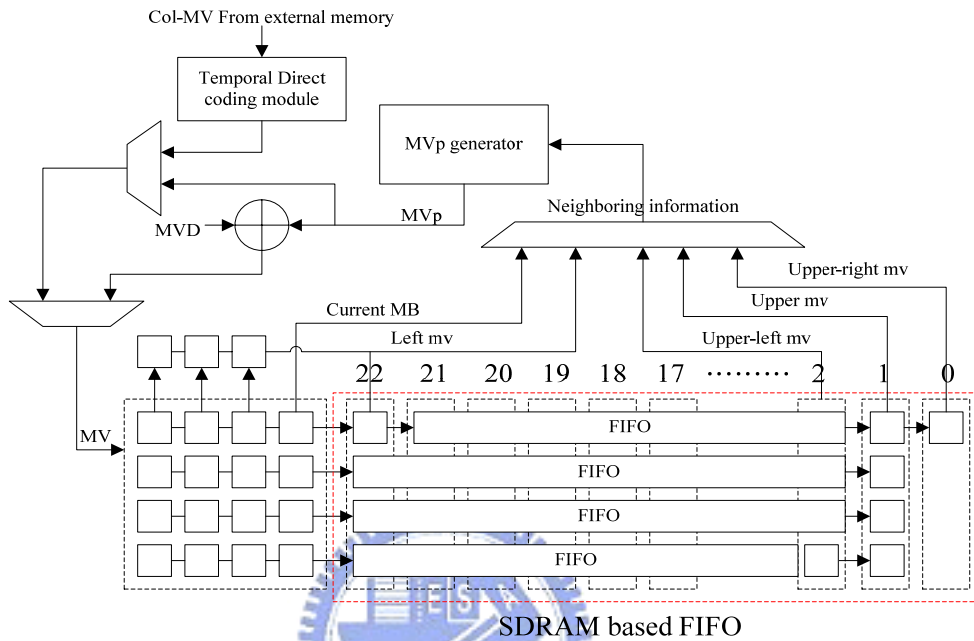 Col-MV From external memory
Temporal Direct
coding module
MVp generator
Neighboring information
MVD
MVp
Upper-right mv
Current MB
Upper mv
Left mv
Upper-left mv
22 21 20 19 18 17 ......... 2 1 0
MV
FIFO
FIFO
FIFO
FIFO
ES
SDRAM based FIFO